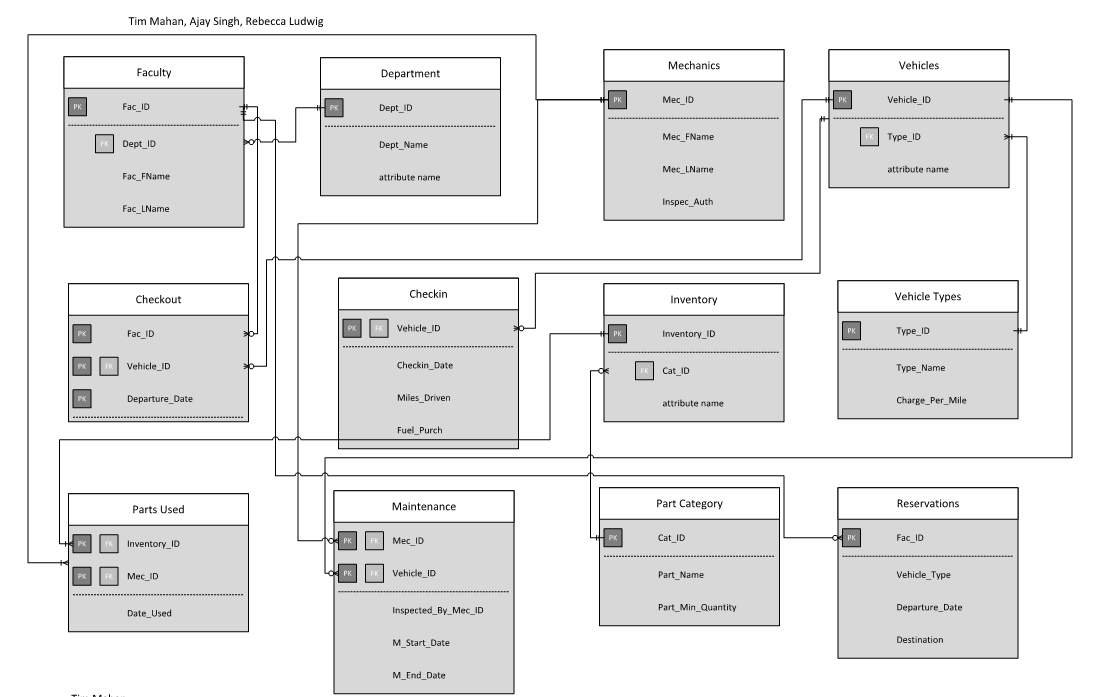 Tim Mahan, Ajay Singh, Rebecca Ludwig
Faculty
PK Fac_ID
FK Dept_ID
Fac_FName
Fac_LName
Department
PK Dept_ID
Dept_Name
attribute name
Mechanics
PK Mec_ID
Mec_FName
Mec_LName
Inspec_Auth
Vehicles
PK Vehicle_ID
FK Type_ID
attribute name
Checkout
PK Fac_ID
PK FK Vehicle_ID
PK Departure_Date
Checkin
PK FK Vehicle_ID
Checkin_Date
Miles_Driven
Fuel_Purch
Inventory
PK Inventory_ID
FK Cat_ID
attribute name
Vehicle Types
PK Type_ID
Type_Name
Charge_Per_Mile
Parts Used
PK FK Inventory_ID
PK FK Mec_ID
Date_Used
Maintenance
PK FK Mec_ID
PK FK Vehicle_ID
Inspected_By_Mec_ID
M_Start_Date
M_End_Date
Part Category
PK Cat_ID
Part_Name
Part_Min_Quantity
Reservations
PK Fac_ID
Vehicle_Type
Departure_Date
Destination
Tim Mahan